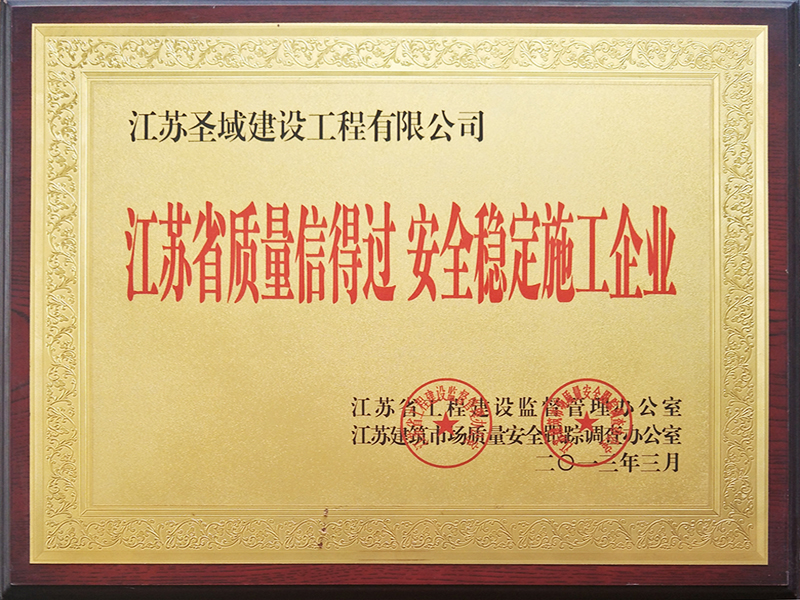 江苏圣域建设工程有限公司
江苏省质量信得过 安全稳定施工企业
江苏省工程建设监督管理办公室
江苏建筑市场质量安全跟踪调查办公室
二〇一三年三月